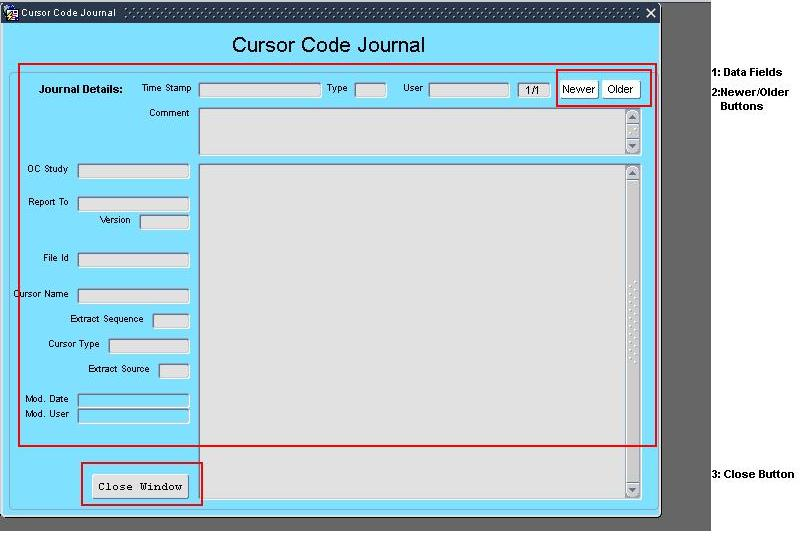 Cursor Code Journal
Cursor Code Journal
Journal Details: Time Stamp Type User 1/1 Newer Older
Comment
OC Study
Report To
Version
File Id
Cursor Name
Extract Sequence
Cursor Type
Extract Source
Mod. Date
Mod. User
Close Window
1: Data Fields
2:Newer/Older
Buttons
3: Close Button